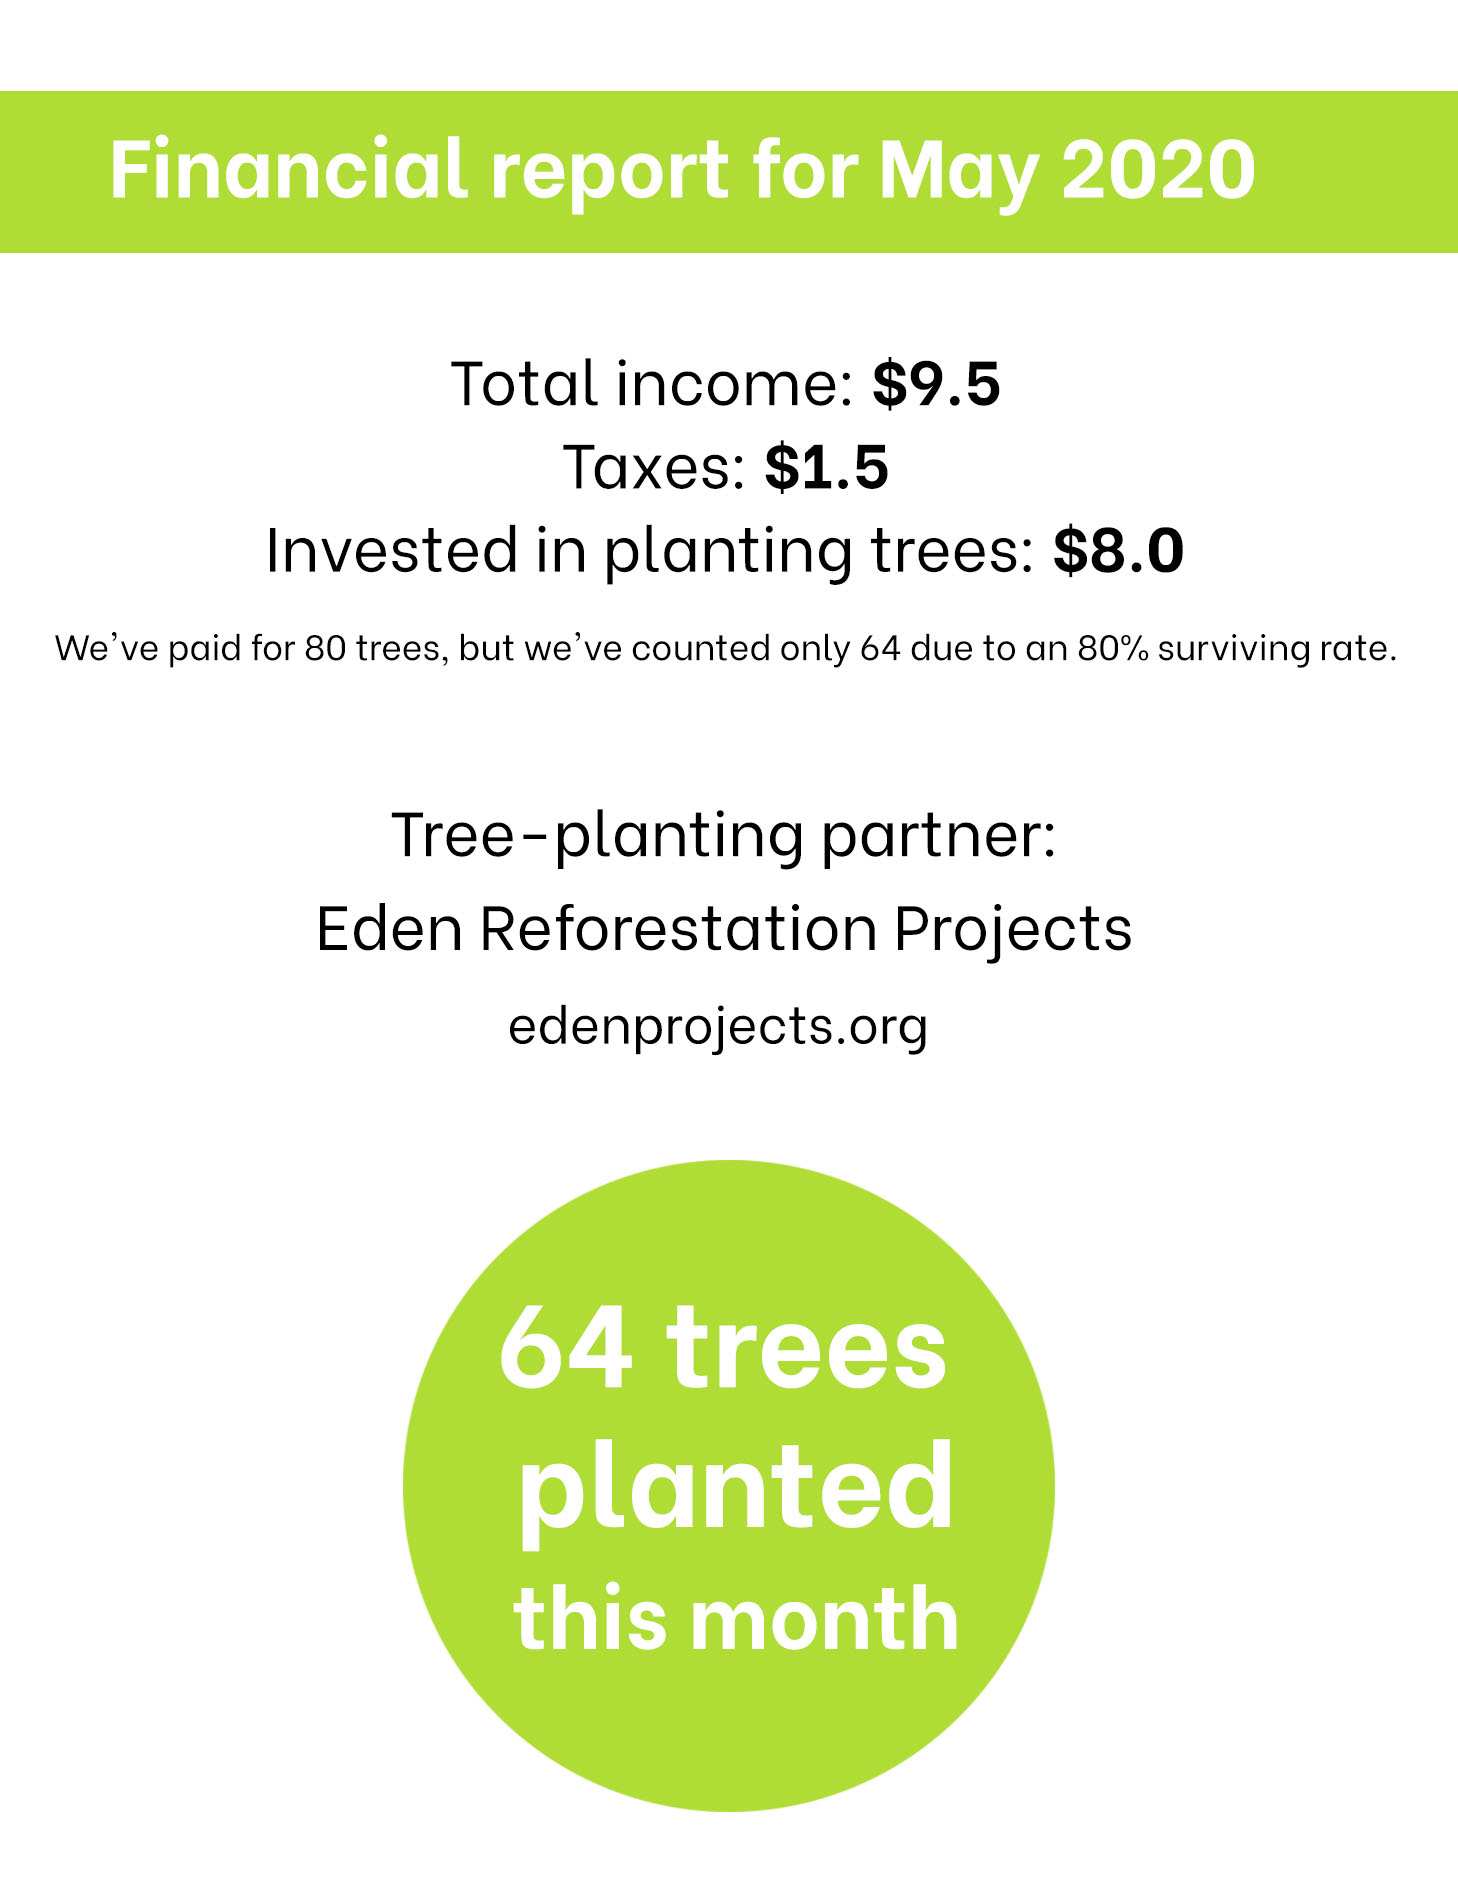 Financial report for May 2020
Total income: $9.5
Taxes: $1.5
Invested in planting trees: $8.0
We've paid for 80 trees, but we've counted only 64 due to an 80% surviving rate.
Tree-planting partner:
Eden Reforestation Projects
edenprojects.org
64 trees
planted
this month